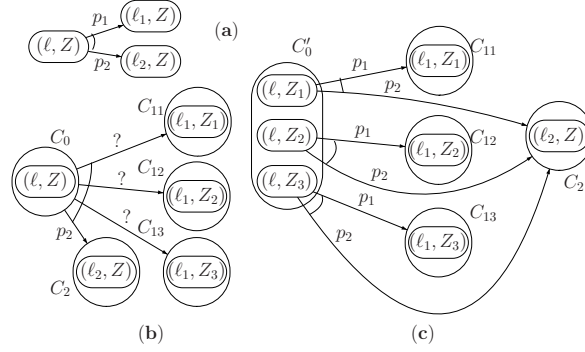 (ℓ, Z)
p₁
(ℓ₁, Z)
p₂
(ℓ₂, Z)
(a)
C₀
(ℓ, Z)
?
C₁₁
(ℓ₁, Z₁)
?
C₁₂
(ℓ₁, Z₂)
?
C₁₃
(ℓ₁, Z₃)
p₂
C₂
(ℓ₂, Z)
(b)
C₀′
(ℓ, Z₁)
p₁
C₁₁
(ℓ₁, Z₁)
p₂
(ℓ, Z₂)
p₁
C₁₂
(ℓ₁, Z₂)
p₂
(ℓ₂, Z)
C₂
(ℓ, Z₃)
p₁
C₁₃
(ℓ₁, Z₃)
p₂
(c)